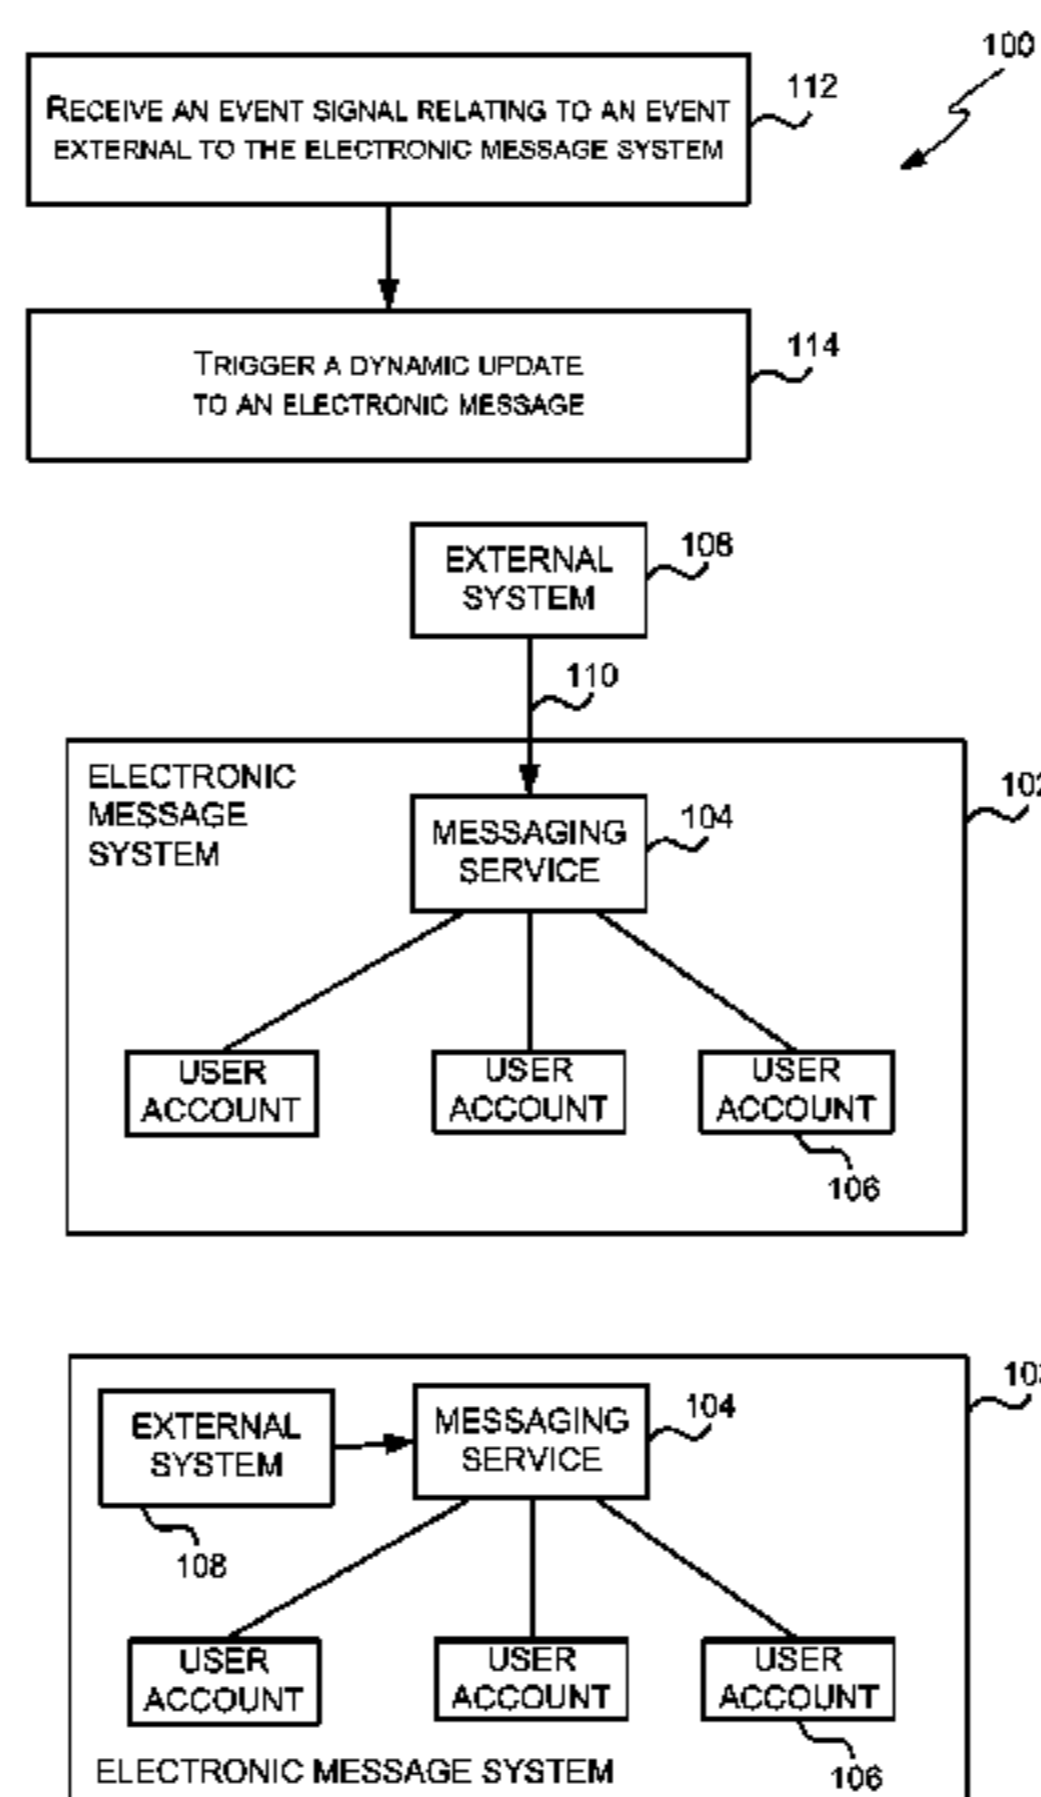 100
RECEIVE AN EVENT SIGNAL RELATING TO AN EVENT
EXTERNAL TO THE ELECTRONIC MESSAGE SYSTEM
112
TRIGGER A DYNAMIC UPDATE
TO AN ELECTRONIC MESSAGE
114
EXTERNAL
SYSTEM
108
110
ELECTRONIC
MESSAGE
SYSTEM
102
MESSAGING
SERVICE
104
USER
ACCOUNT
USER
ACCOUNT
USER
ACCOUNT
106
103
EXTERNAL
SYSTEM
108
MESSAGING
SERVICE
104
USER
ACCOUNT
USER
ACCOUNT
USER
ACCOUNT
106
ELECTRONIC MESSAGE SYSTEM